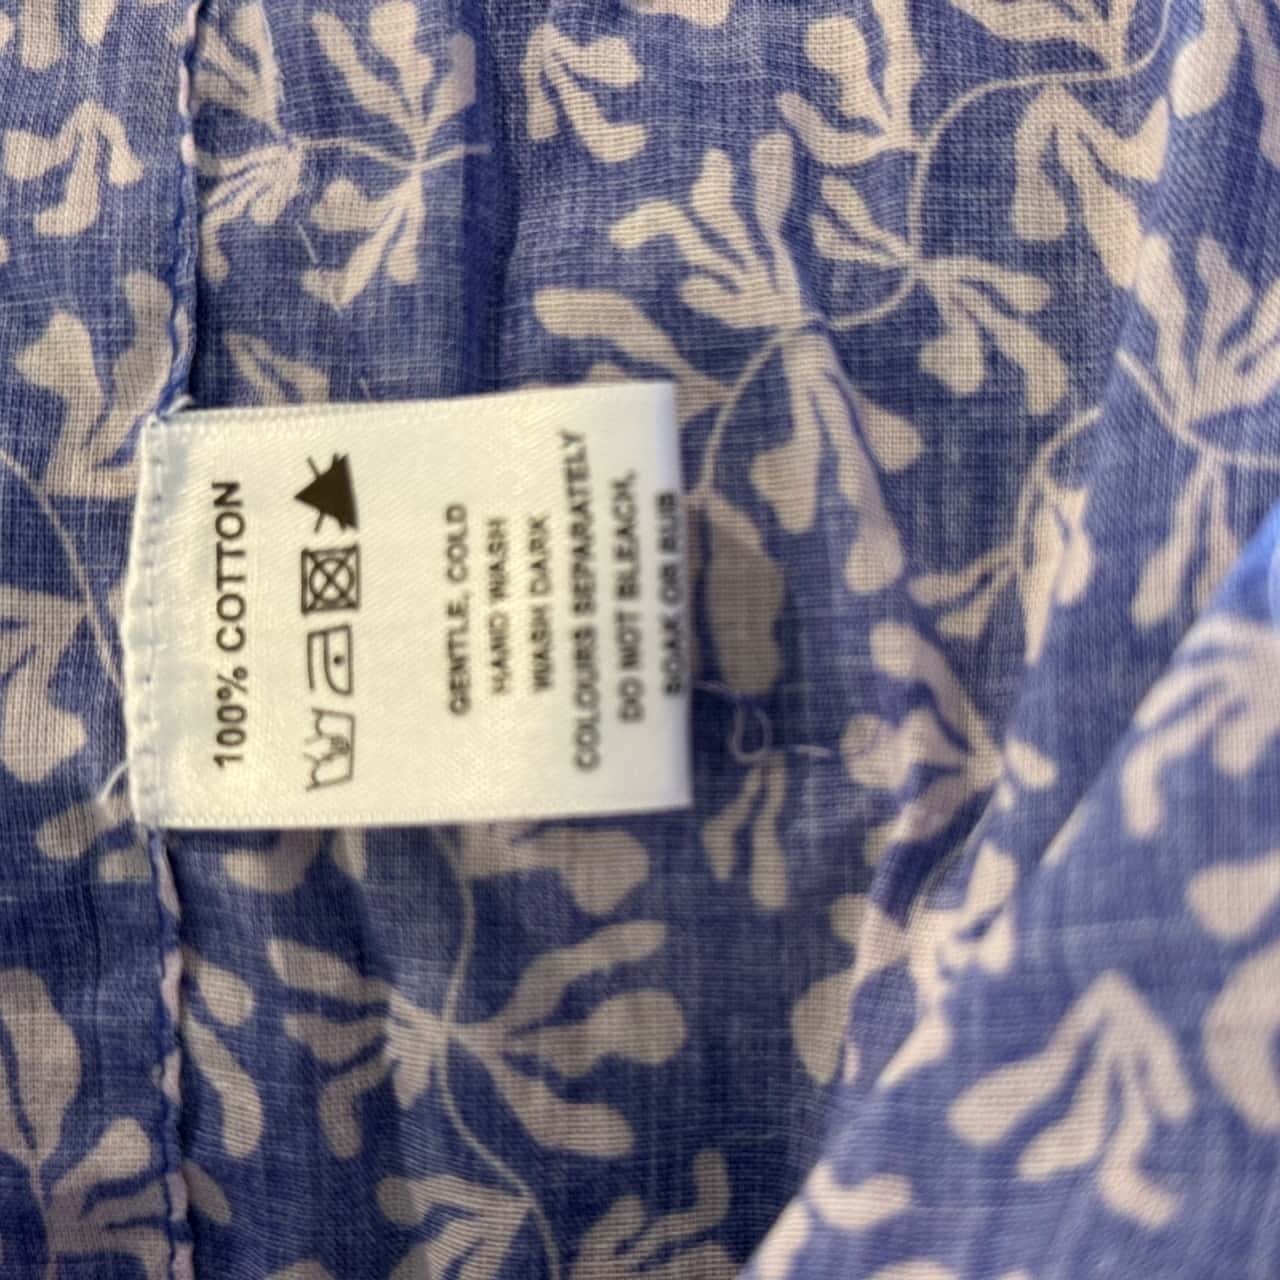 100% COTTON
GENTLE, COLD
HAND WASH
WASH DARK
COLOURS SEPARATELY
DO NOT BLEACH,
SOAK OR RUB